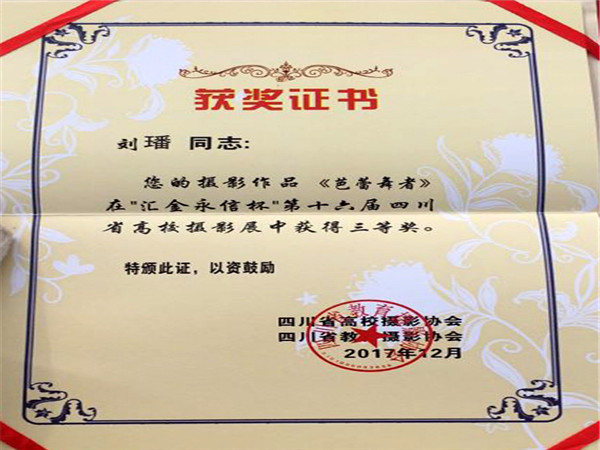 获奖证书
刘璠 同志:
您的摄影作品《芭蕾舞者》
在"汇金永信杯"第十六届四川
省高校摄影展中获得三等奖。
特颁此证，以资鼓励
四川省高校摄影协会
四川省教 摄影协会
2017年12月